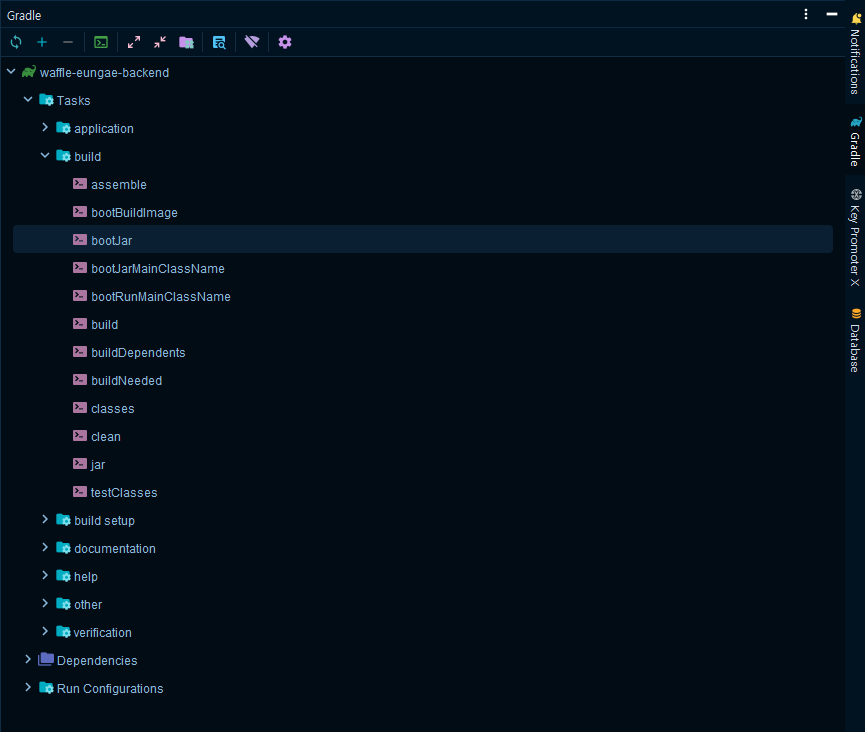 Gradle
waffle-eungae-backend
Tasks
application
build
assemble
bootBuildImage
bootJar
bootJarMainClassName
bootRunMainClassName
build
buildDependents
buildNeeded
classes
clean
jar
testClasses
build setup
documentation
help
other
verification
Dependencies
Run Configurations
Notifications
Gradle
Key Promoter X
Database